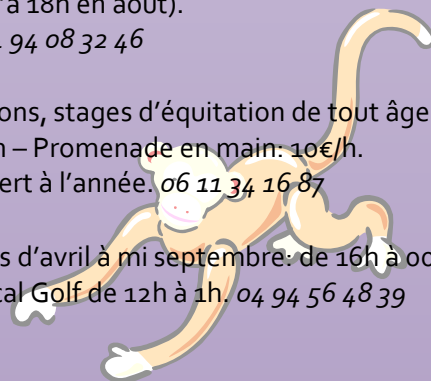 'à 18h en août).
94 08 32 46
ons, stages d'équitation de tout âge
– Promenade en main: 10€/h.
ert à l'année. 06 11 34 16 87
s d'avril à mi septembre: de 16h à 00
al Golf de 12h à 1h. 04 94 56 48 39